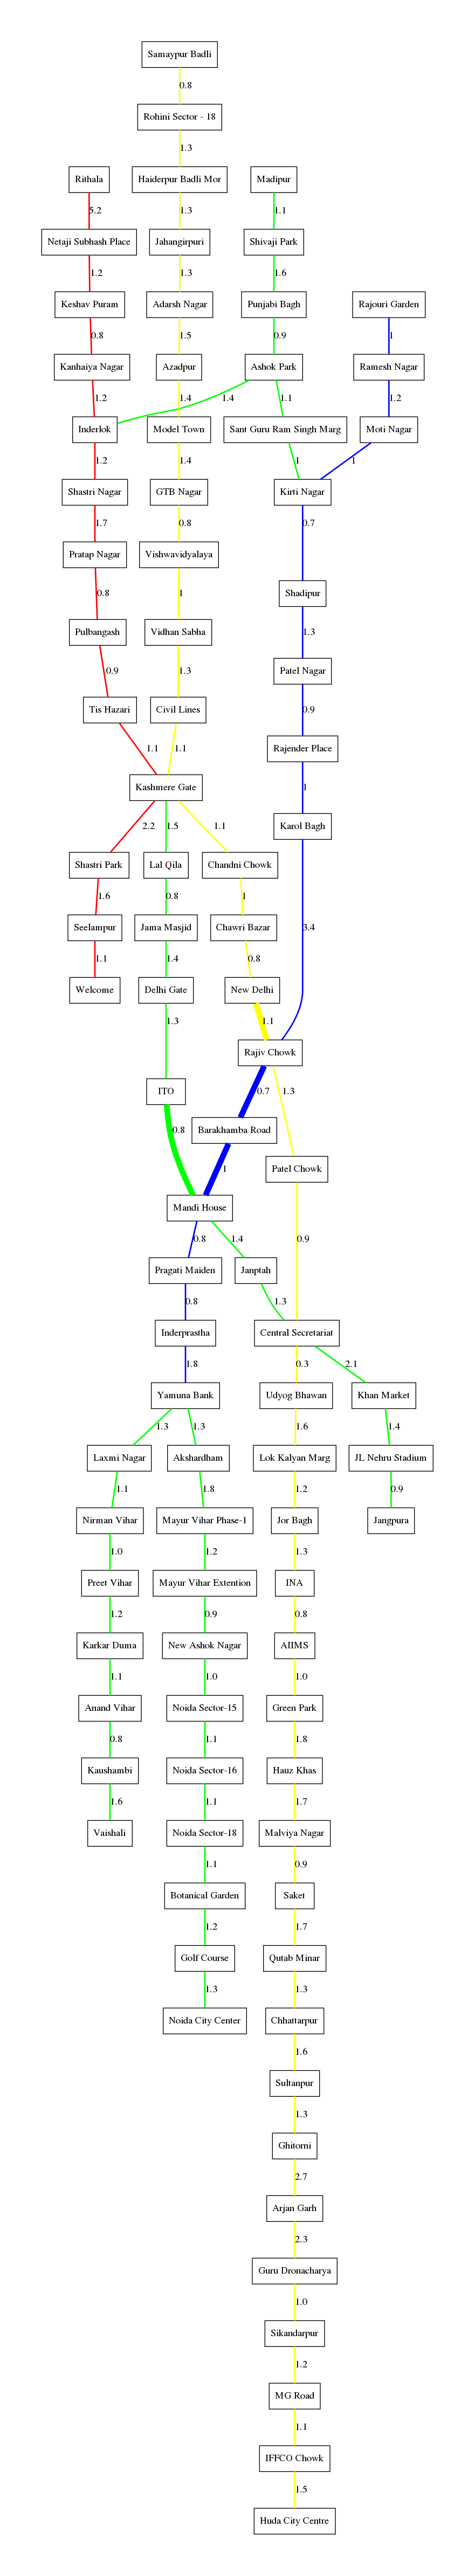 Samaypur Badli
0.8
Rohini Sector - 18
1.3
Rithala
Haiderpur Badli Mor
Madipur
5.2
1.3
1.1
Netaji Subhash Place
Jahangirpuri
Shivaji Park
1.2
1.3
1.6
Keshav Puram
Adarsh Nagar
Punjabi Bagh
Rajouri Garden
0.8
1.5
0.9
1
Kanhaiya Nagar
Azadpur
Ashok Park
Ramesh Nagar
1.2
1.4
1.4
1.1
1.2
Inderlok
Model Town
Sant Guru Ram Singh Marg
Moti Nagar
1.2
1.4
1
1
Shastri Nagar
GTB Nagar
Kirti Nagar
1.7
0.8
0.7
Pratap Nagar
Vishwavidyalaya
0.8
1
Shadipur
Pulbangash
Vidhan Sabha
1.3
0.9
1.3
Patel Nagar
Tis Hazari
Civil Lines
0.9
1.1
1.1
Rajender Place
Kashmere Gate
1
2.2
1.5
1.1
Karol Bagh
Shastri Park
Lal Qila
Chandni Chowk
1.6
0.8
1
3.4
Seelampur
Jama Masjid
Chawri Bazar
1.1
1.4
0.8
Welcome
Delhi Gate
New Delhi
1.3
1.1
Rajiv Chowk
ITO
0.7
1.3
0.8
Barakhamba Road
1
Patel Chowk
Mandi House
0.8
1.4
0.9
Pragati Maiden
Janptah
0.8
1.3
Inderprastha
Central Secretariat
1.8
0.3
2.1
Yamuna Bank
Udyog Bhawan
Khan Market
1.3
1.3
1.6
1.4
Laxmi Nagar
Akshardham
Lok Kalyan Marg
JL Nehru Stadium
1.1
1.8
1.2
0.9
Nirman Vihar
Mayur Vihar Phase-1
Jor Bagh
Jangpura
1.0
1.2
1.3
Preet Vihar
Mayur Vihar Extention
INA
1.2
0.9
0.8
Karkar Duma
New Ashok Nagar
AIIMS
1.1
1.0
1.0
Anand Vihar
Noida Sector-15
Green Park
0.8
1.1
1.8
Kaushambi
Noida Sector-16
Hauz Khas
1.6
1.1
1.7
Vaishali
Noida Sector-18
Malviya Nagar
1.1
0.9
Botanical Garden
Saket
1.2
1.7
Golf Course
Qutab Minar
1.3
1.3
Noida City Center
Chhattarpur
1.6
Sultanpur
1.3
Ghitorni
2.7
Arjan Garh
2.3
Guru Dronacharya
1.0
Sikandarpur
1.2
MG Road
1.1
IFFCO Chowk
1.5
Huda City Centre